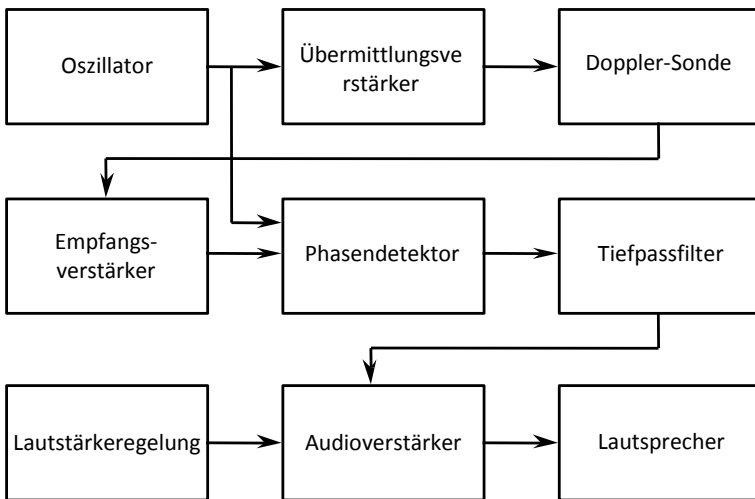 Oszillator
Übermittlungsve
rstärker
Doppler-Sonde
Empfangs-
verstärker
Phasendetektor
Tiefpassfilter
Lautstärkeregelung
Audioverstärker
Lautsprecher